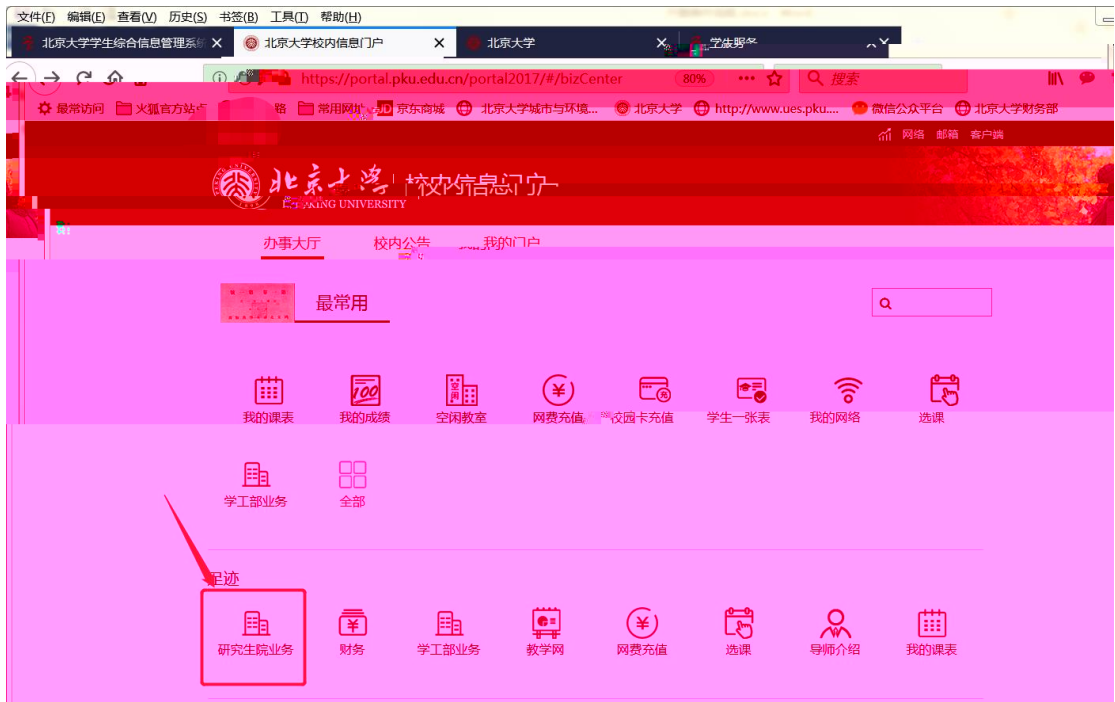 文件(F) 编辑(E) 查看(V) 历史(S) 书签(B) 工具(T) 帮助(H)
北京大学学生综合信息管理系统 北京大学校内信息门户 北京大学
https://portal.pku.edu.cn/portal2017/#/bizCenter 80% 搜索
最常访问 火狐官方站点 常用网址 JD 京东商城 北京大学城市与环境... 北京大学 http://www.ues.pku.... 微信公众平台 北京大学财务部
网络 邮箱 客户端
北京大学 校内信息门户
PEKING UNIVERSITY
办事大厅 校内公告 我的门户
最常用
我的课表 我的成绩 空闲教室 网费充值 校园卡充值 学生一张表 我的网络 选课
学工部业务 全部
足迹
研究生院业务 财务 学工部业务 教学网 网费充值 选课 导师介绍 我的课表